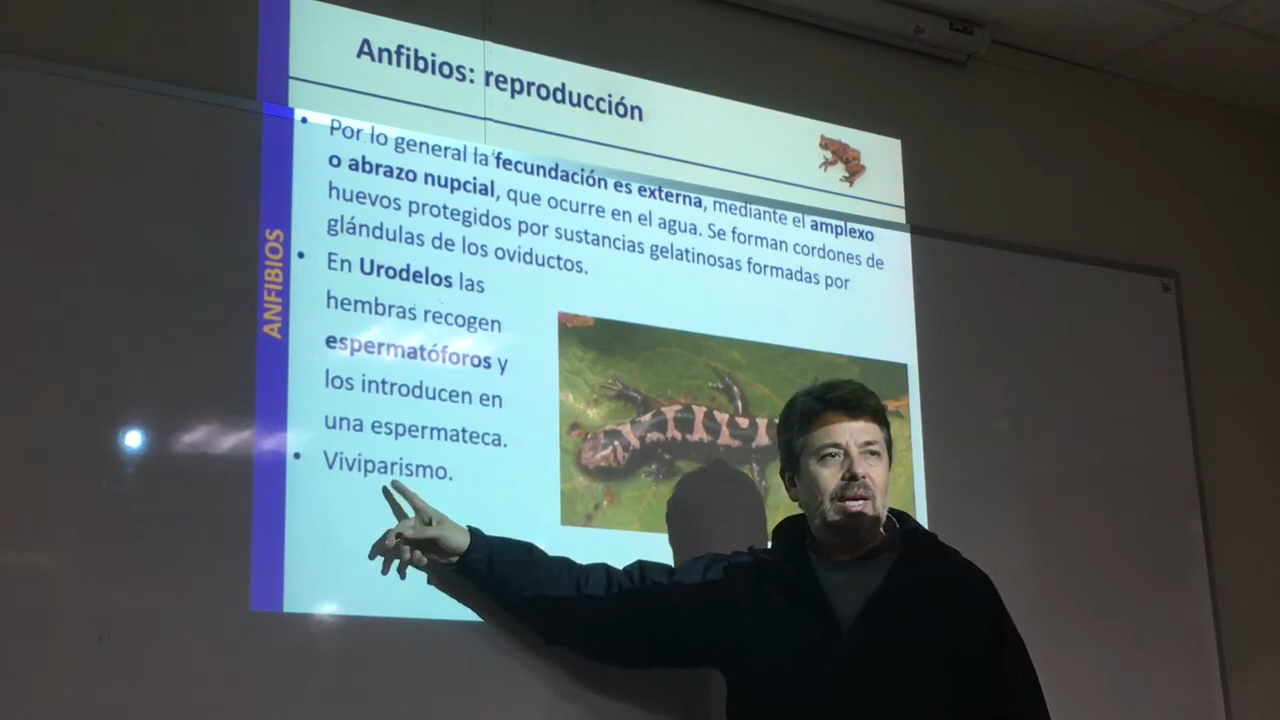 Anfibios: reproducción
• Por lo general la fecundación es externa, mediante el amplexo
o abrazo nupcial, que ocurre en el agua. Se forman cordones de
huevos protegidos por sustancias gelatinosas formadas por
glándulas de los oviductos.
• En Urodelos las
hembras recogen
espermatóforos y
los introducen en
una espermateca.
• Viviparismo.
ANFIBIOS